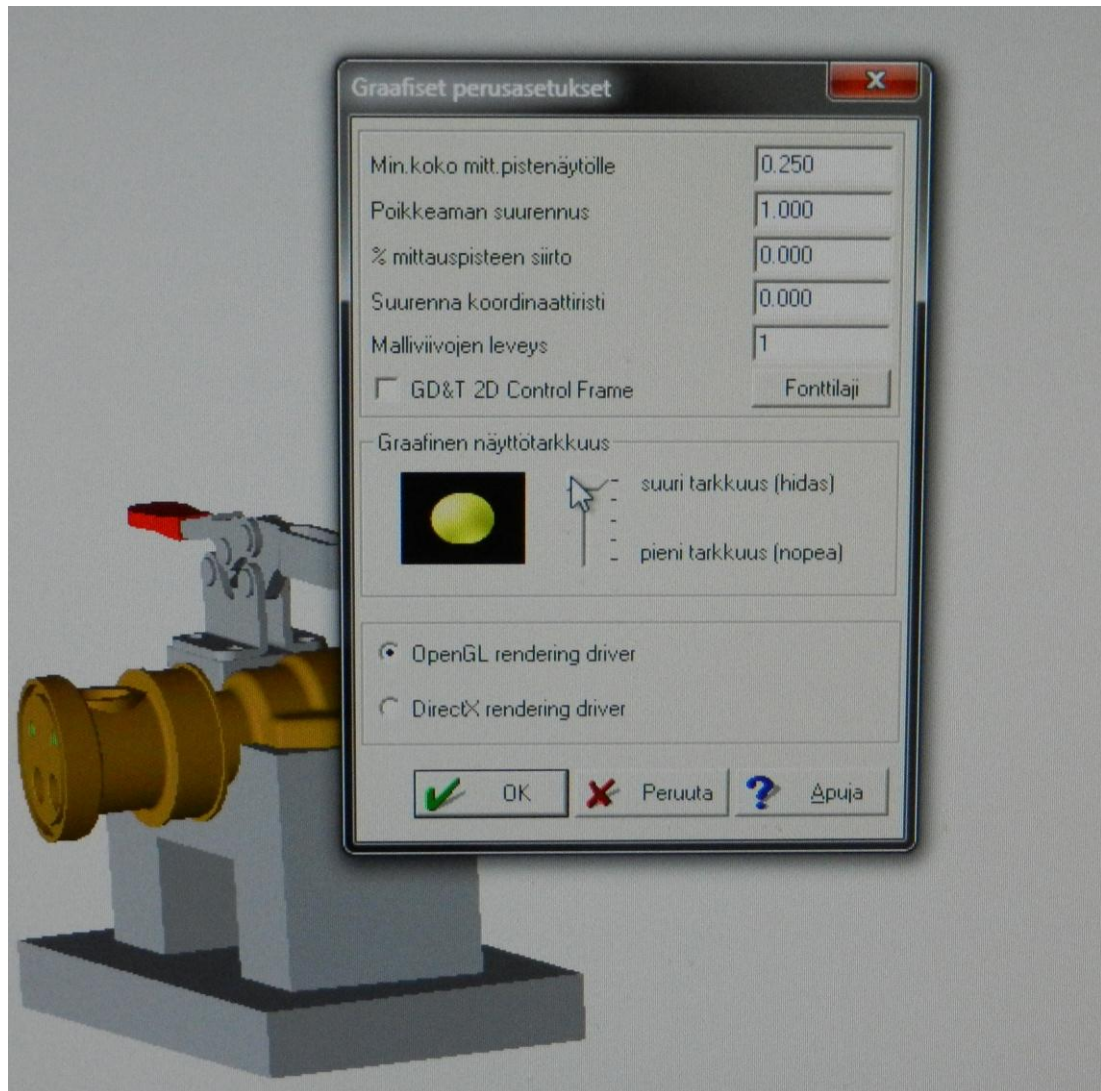 Graafiset perusasetukset
Min.koko mitt.pistenäytölle 0.250
Poikkeaman suurennus 1.000
% mittauspisteen siirto 0.000
Suurenna koordinaattiristi 0.000
Malliviivojen leveys 1
GD&T 2D Control Frame Fonttilaji
Graafinen näyttötarkkuus
suuri tarkkuus (hidas)
pieni tarkkuus (nopea)
OpenGL rendering driver
DirectX rendering driver
OK Peruuta Apuja